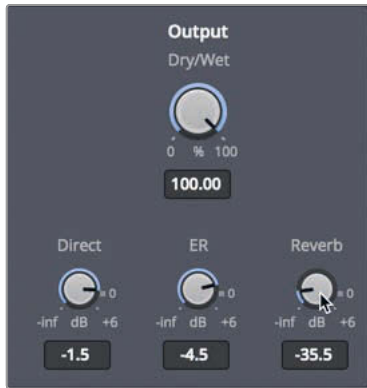 Output
Dry/Wet
0 % 100
100.00
Direct ER Reverb
0 0 0
-inf dB +6 -inf dB +6 -inf dB +6
-1.5 -4.5 -35.5